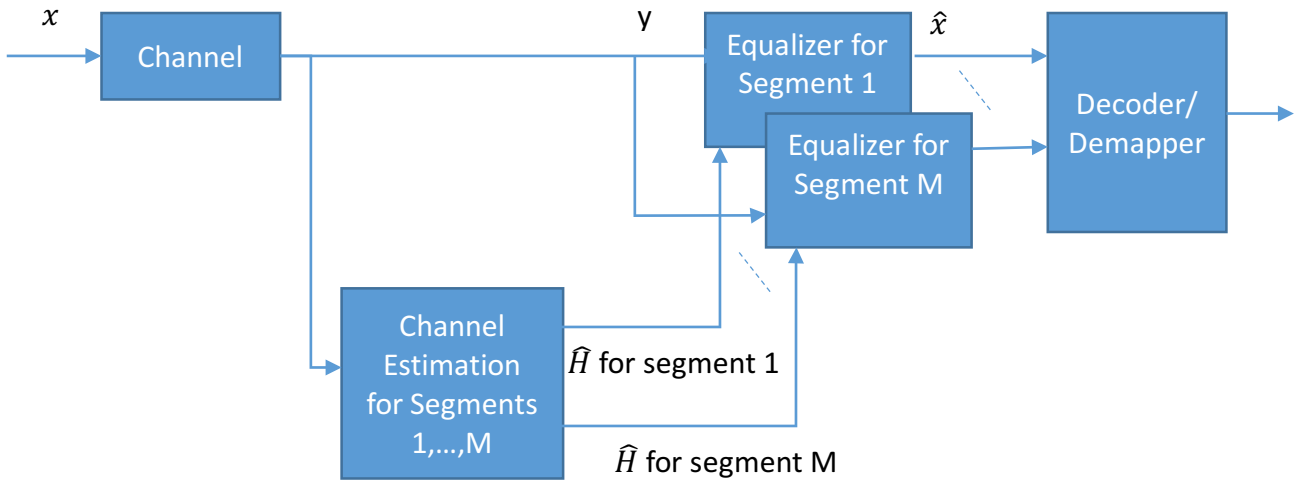 x
Channel
y
Equalizer for
Segment 1
x̂
Equalizer for
Segment M
Decoder/
Demapper
Channel
Estimation
for Segments
1,...,M
Ĥ for segment 1
Ĥ for segment M